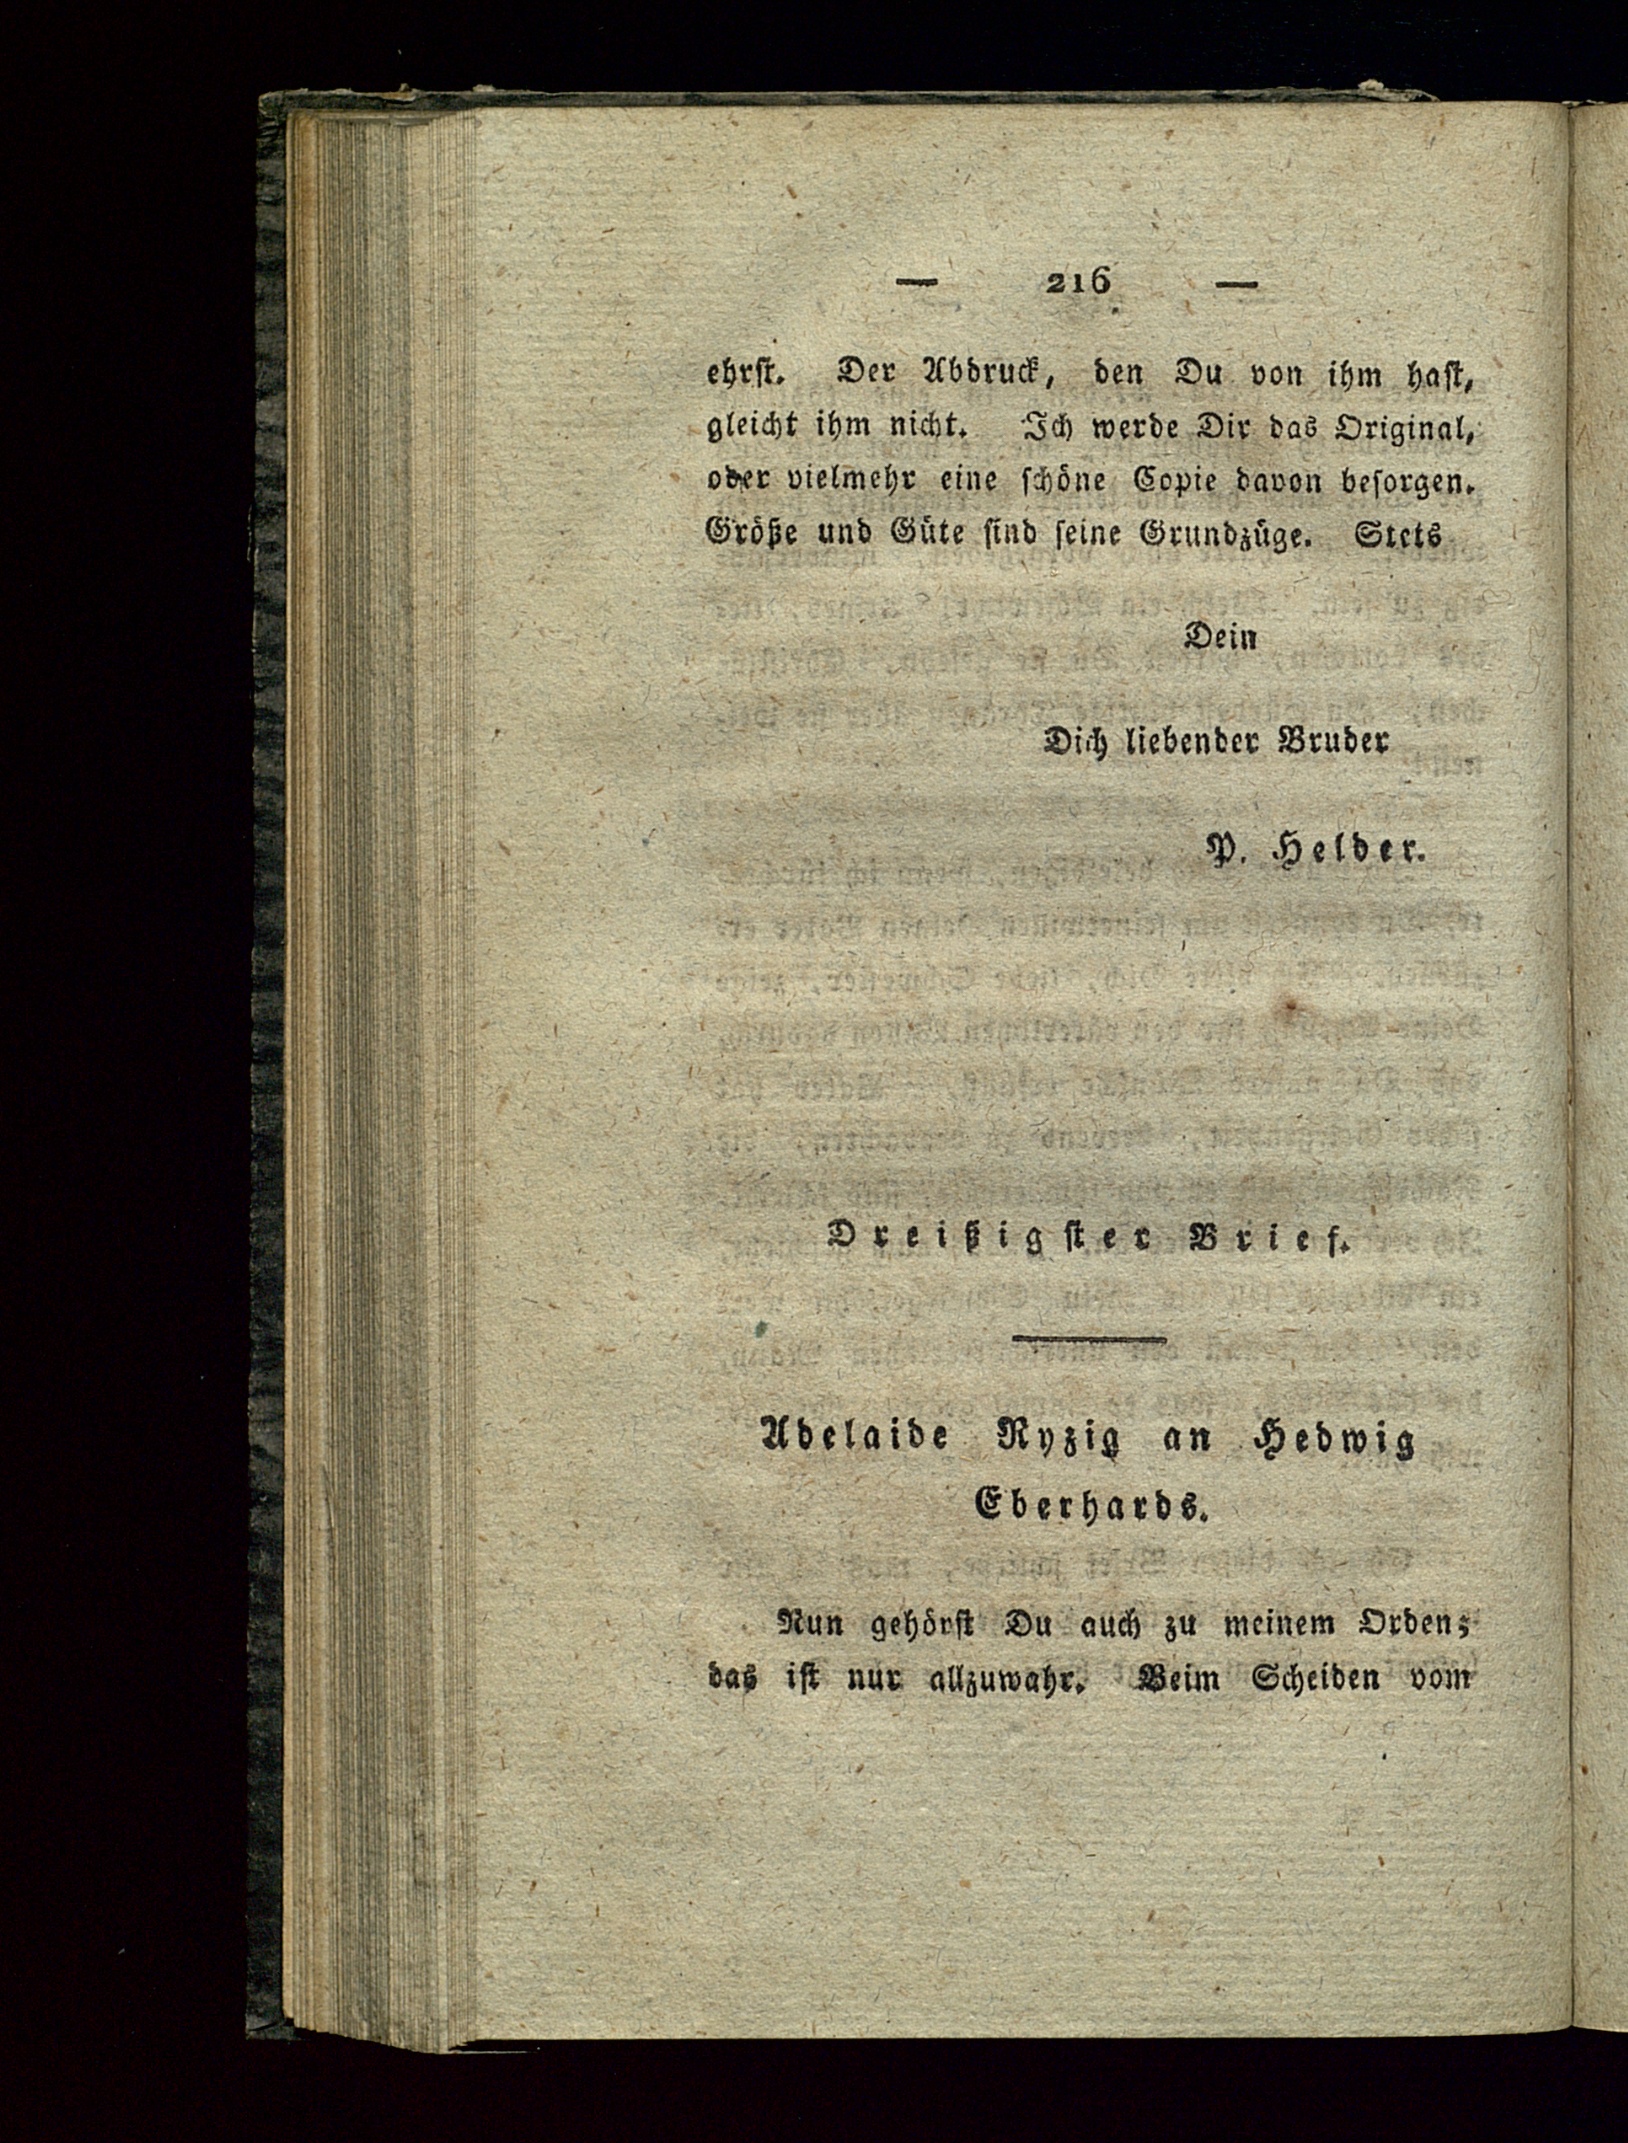 — 216 —
ehrst. Der Abdruck, den Du von ihm hast,
gleicht ihm nicht. Ich werde Dir das Original,
oder vielmehr eine schöne Copie davon besorgen.
Größe und Güte sind seine Grundzüge. Stets
Dein
Dich liebender Bruder
P. Helder.
Dreißigster Brief.
Adelaide Ryzig an Hedwig
Eberhards.
Nun gehörst Du auch zu meinem Orden;
das ist nur allzuwahr. Beim Scheiden vom